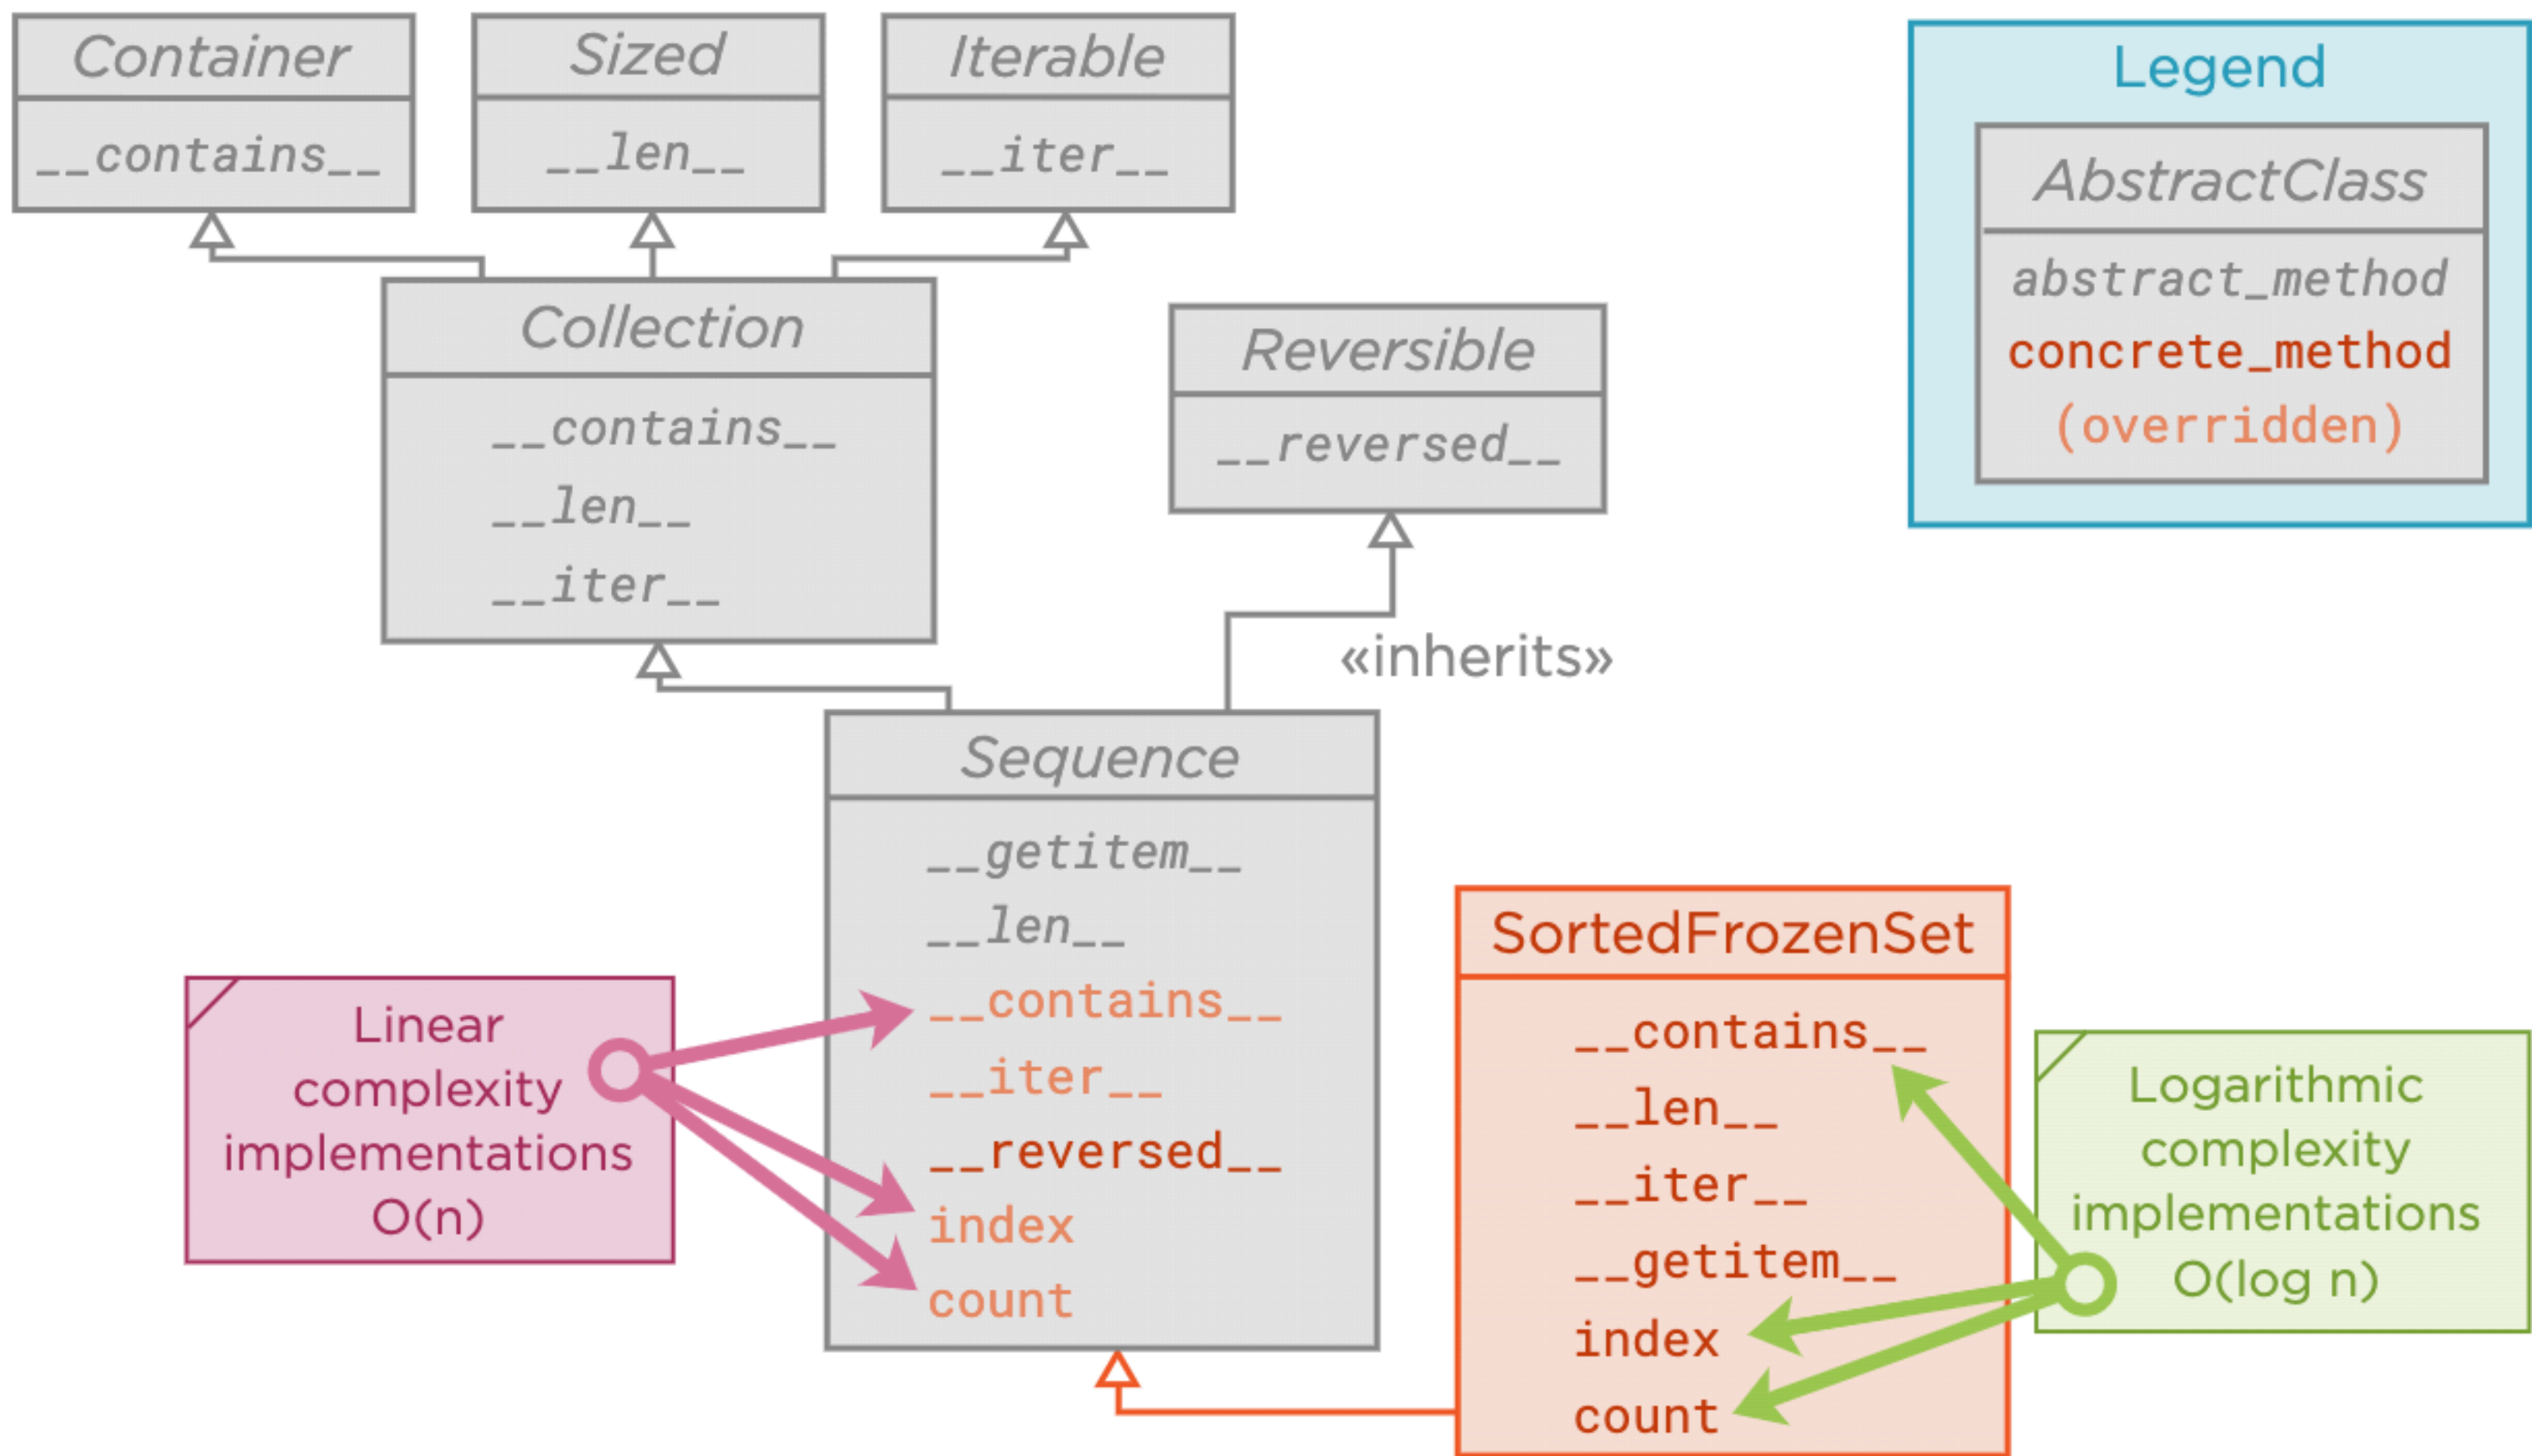 Container
__contains__
Sized
__len__
Iterable
__iter__
Legend
AbstractClass
abstract_method
concrete_method
(overridden)
Collection
__contains__
__len__
__iter__
Reversible
__reversed__
«inherits»
Sequence
__getitem__
__len__
__contains__
__iter__
__reversed__
index
count
Linear
complexity
implementations
O(n)
SortedFrozenSet
__contains__
__len__
__iter__
__getitem__
index
count
Logarithmic
complexity
implementations
O(log n)